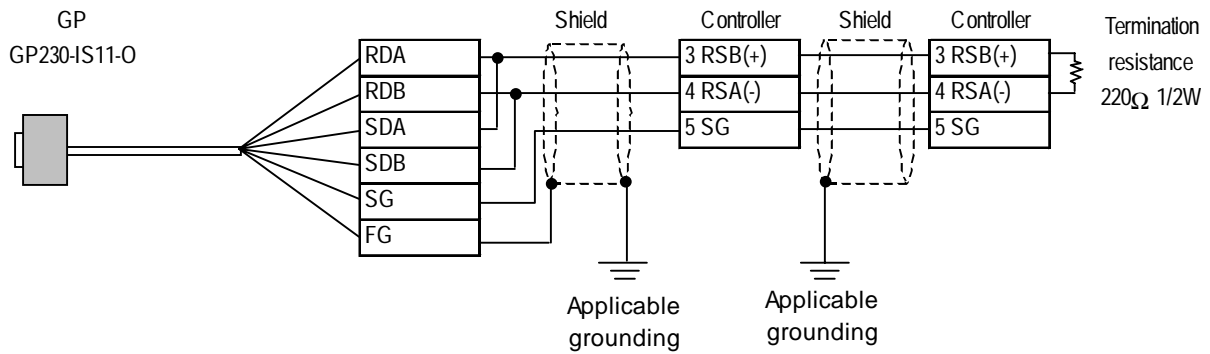 GP
GP230-IS11-O
RDA
RDB
SDA
SDB
SG
FG
Shield
Controller
3 RSB(+)
4 RSA(-)
5 SG
Shield
Controller
3 RSB(+)
4 RSA(-)
5 SG
Termination
resistance
220Ω 1/2W
Applicable
grounding
Applicable
grounding